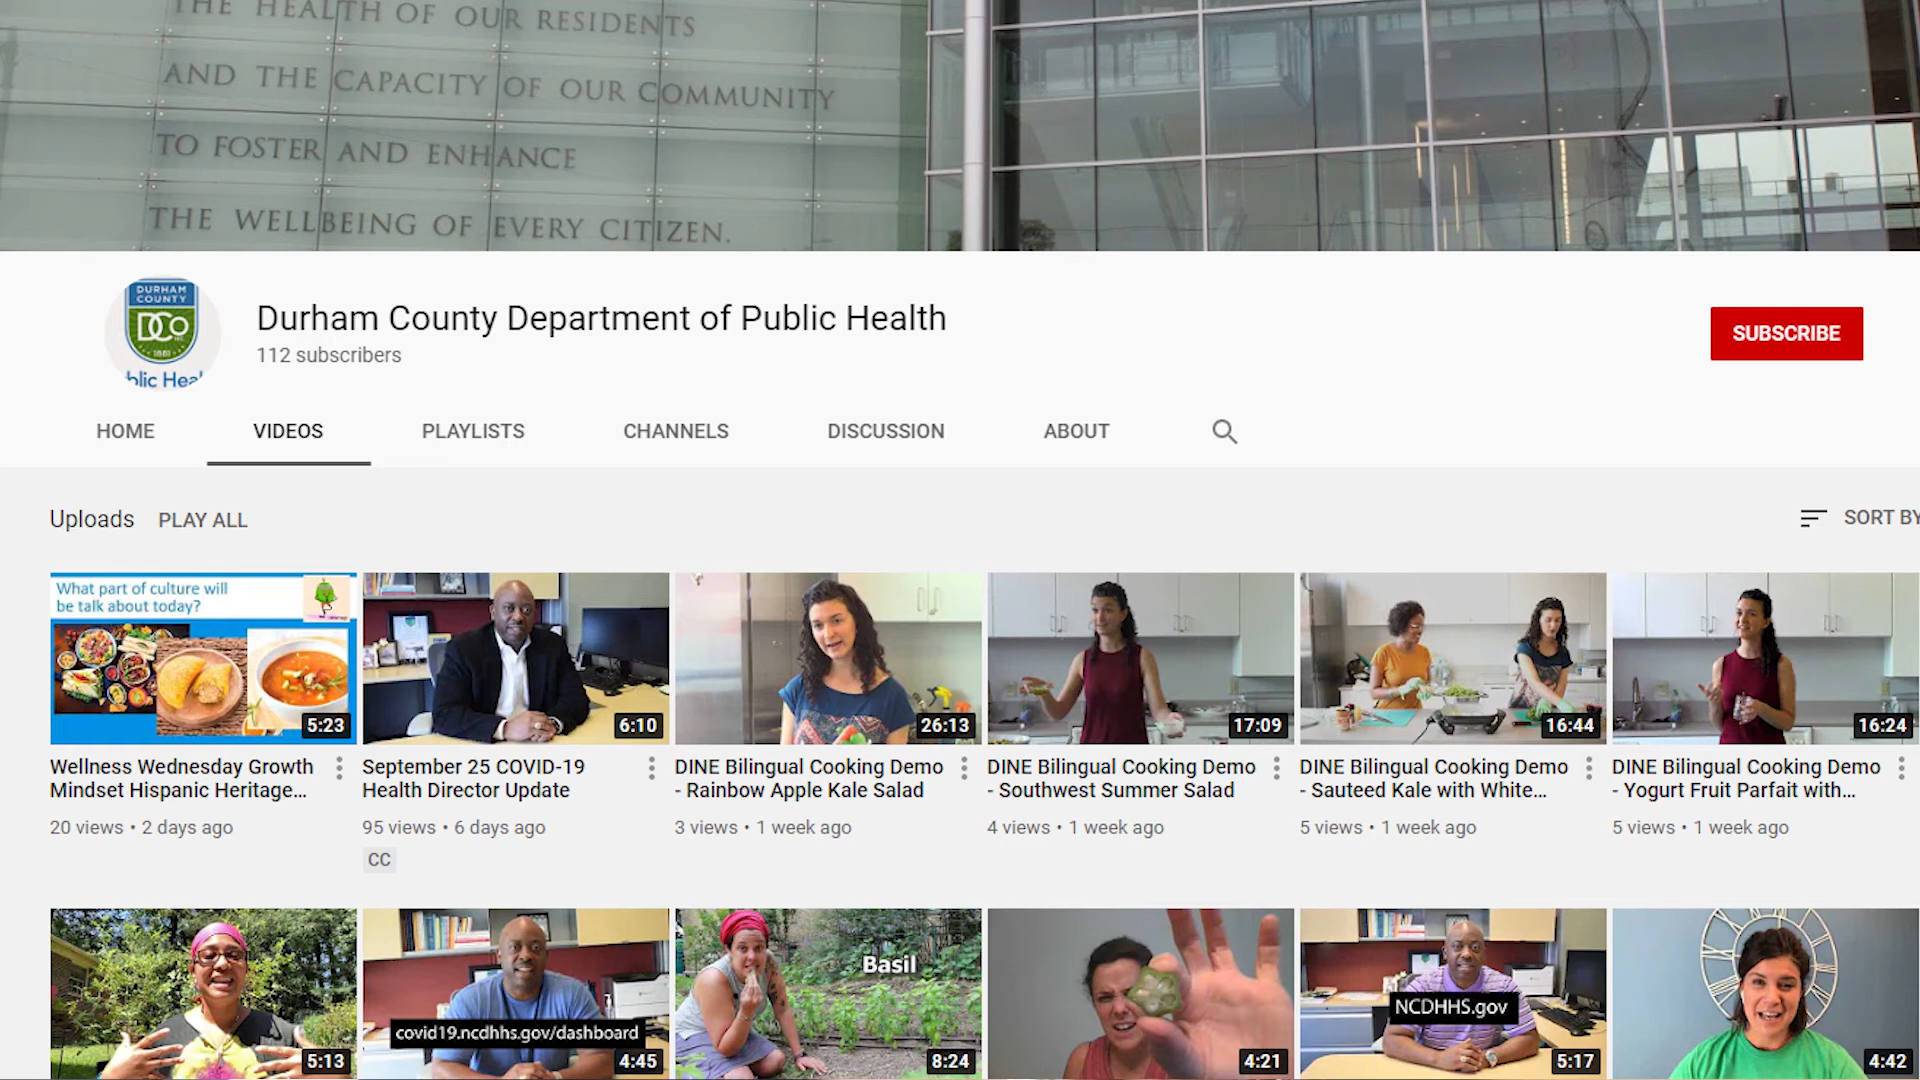 THE HEALTH OF OUR RESIDENTS
AND THE CAPACITY OF OUR COMMUNITY
TO FOSTER AND ENHANCE
THE WELLBEING OF EVERY CITIZEN.
DURHAM
COUNTY
DCo
1881
blic Heal
Durham County Department of Public Health
112 subscribers
SUBSCRIBE
HOME VIDEOS PLAYLISTS CHANNELS DISCUSSION ABOUT
Uploads PLAY ALL SORT BY
What part of culture will
be talk about today?
5:23 6:10 26:13 17:09 16:44 16:24
Wellness Wednesday Growth
Mindset Hispanic Heritage...
20 views • 2 days ago
September 25 COVID-19
Health Director Update
95 views • 6 days ago
CC
DINE Bilingual Cooking Demo
- Rainbow Apple Kale Salad
3 views • 1 week ago
DINE Bilingual Cooking Demo
- Southwest Summer Salad
4 views • 1 week ago
DINE Bilingual Cooking Demo
- Sauteed Kale with White...
5 views • 1 week ago
DINE Bilingual Cooking Demo
- Yogurt Fruit Parfait with...
5 views • 1 week ago
5:13
covid19.ncdhhs.gov/dashboard
4:45
Basil
8:24
4:21
NCDHHS.gov
5:17
4:42